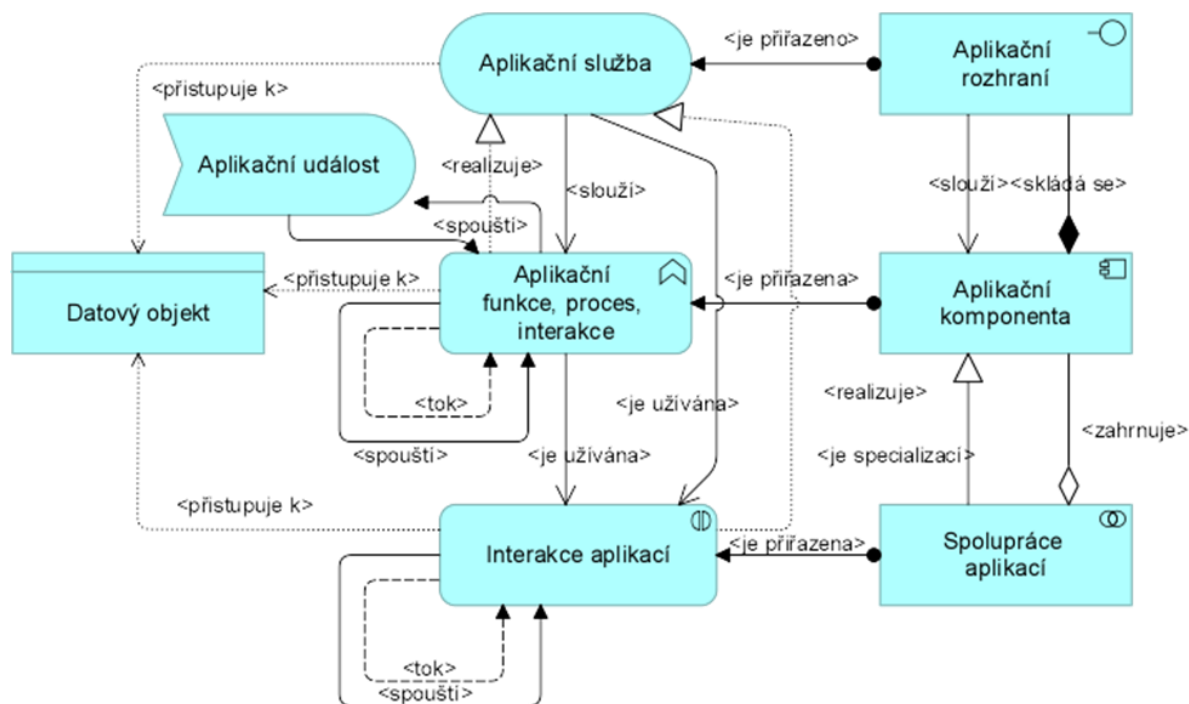 <je přiřazeno>
Aplikační služba
Aplikační
rozhraní
<přistupuje k>
Aplikační událost
<realizuje>
<slouží>
<slouží>
<skládá se>
<spouští>
Datový objekt
<přistupuje k>
Aplikační
funkce, proces,
interakce
<je přiřazena>
Aplikační
komponenta
<tok>
<spouští>
<je užívána>
<je užívána>
<realizuje>
<je specializací>
<zahrnuje>
<přistupuje k>
Interakce aplikací
<je přiřazena>
Spolupráce
aplikací
<tok>
<spouští>